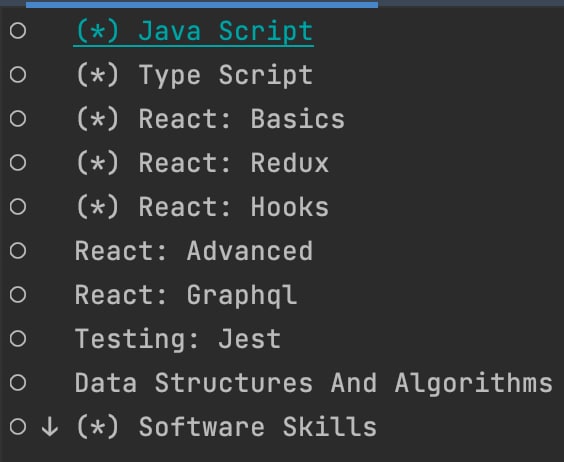 (*) Java Script
(*) Type Script
(*) React: Basics
(*) React: Redux
(*) React: Hooks
React: Advanced
React: Graphql
Testing: Jest
Data Structures And Algorithms
↓ (*) Software Skills